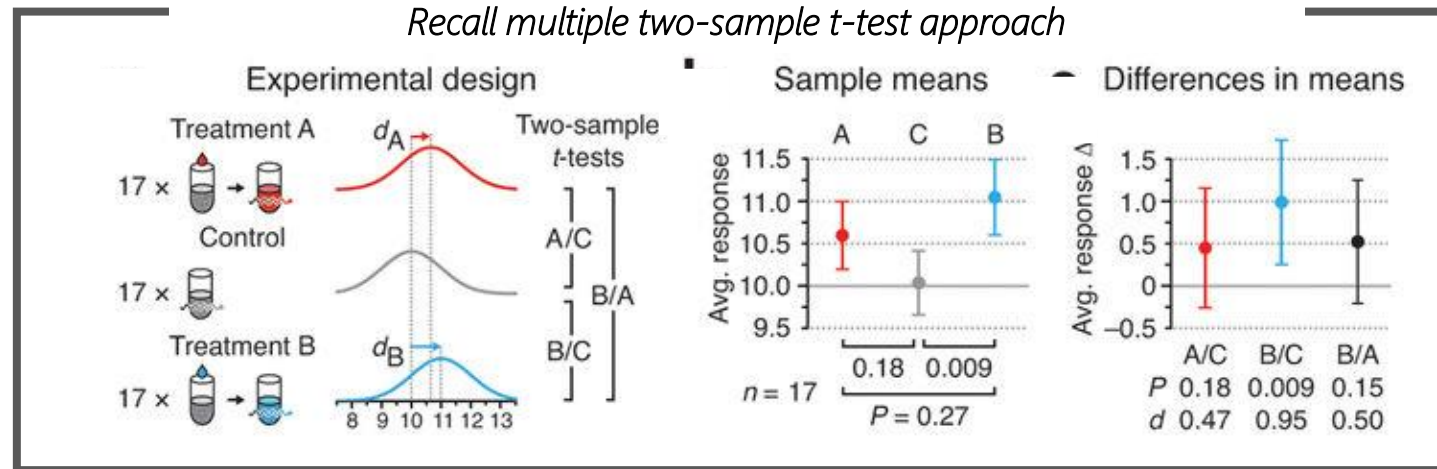 Recall multiple two-sample t-test approach
Experimental design
Treatment A
17 ×
Control
17 ×
Treatment B
17 ×
dA
dB
8 9 10 11 12 13
Two-sample
t-tests
A/C
B/C
B/A
Sample means
A C B
Avg. response
11.5
11.0
10.5
10.0
9.5
n = 17
0.18 0.009
P = 0.27
Differences in means
Avg. response Δ
1.5
1.0
0.5
0
–0.5
A/C B/C B/A
P 0.18 0.009 0.15
d 0.47 0.95 0.50